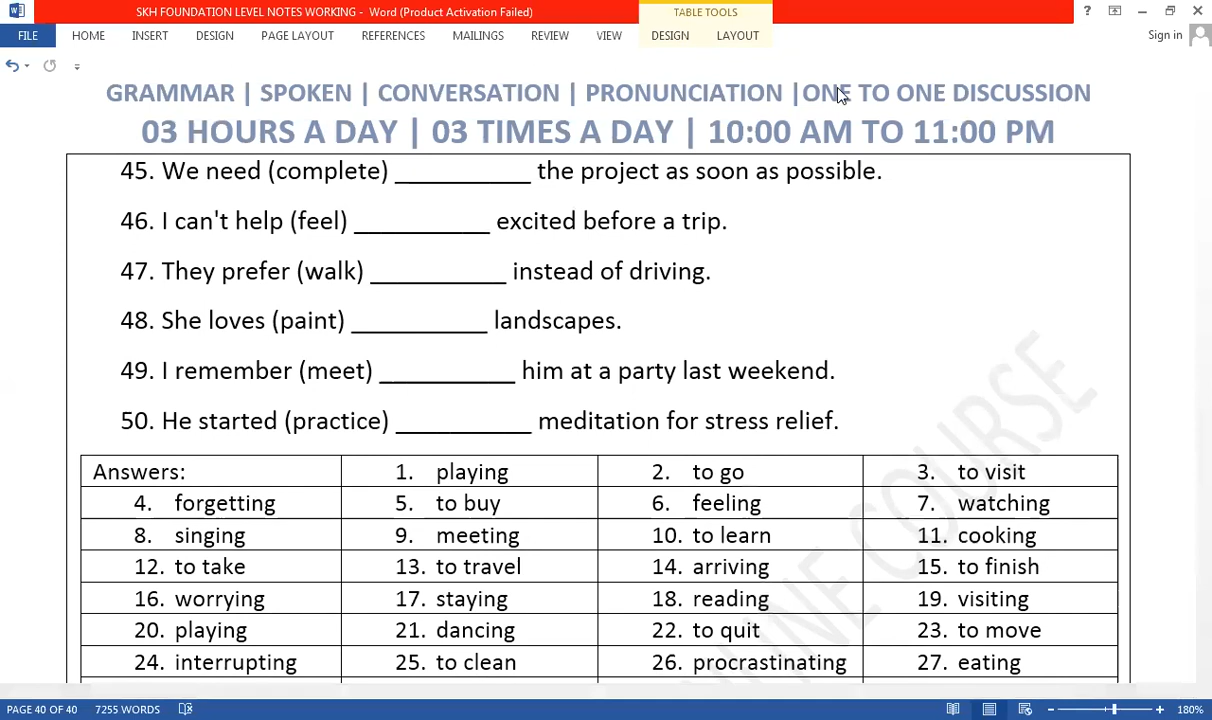 SKH FOUNDATION LEVEL NOTES WORKING - Word (Product Activation Failed)
TABLE TOOLS
?
FILE HOME INSERT DESIGN PAGE LAYOUT REFERENCES MAILINGS REVIEW VIEW DESIGN LAYOUT Sign in
GRAMMAR | SPOKEN | CONVERSATION | PRONUNCIATION |ONE TO ONE DISCUSSION
03 HOURS A DAY | 03 TIMES A DAY | 10:00 AM TO 11:00 PM
45. We need (complete) __________ the project as soon as possible.
46. I can't help (feel) __________ excited before a trip.
47. They prefer (walk) __________ instead of driving.
48. She loves (paint) __________ landscapes.
49. I remember (meet) __________ him at a party last weekend.
50. He started (practice) __________ meditation for stress relief.
Answers: 1. playing 2. to go 3. to visit
4. forgetting 5. to buy 6. feeling 7. watching
8. singing 9. meeting 10. to learn 11. cooking
12. to take 13. to travel 14. arriving 15. to finish
16. worrying 17. staying 18. reading 19. visiting
20. playing 21. dancing 22. to quit 23. to move
24. interrupting 25. to clean 26. procrastinating 27. eating
COURSE
PAGE 40 OF 40 7255 WORDS 180%